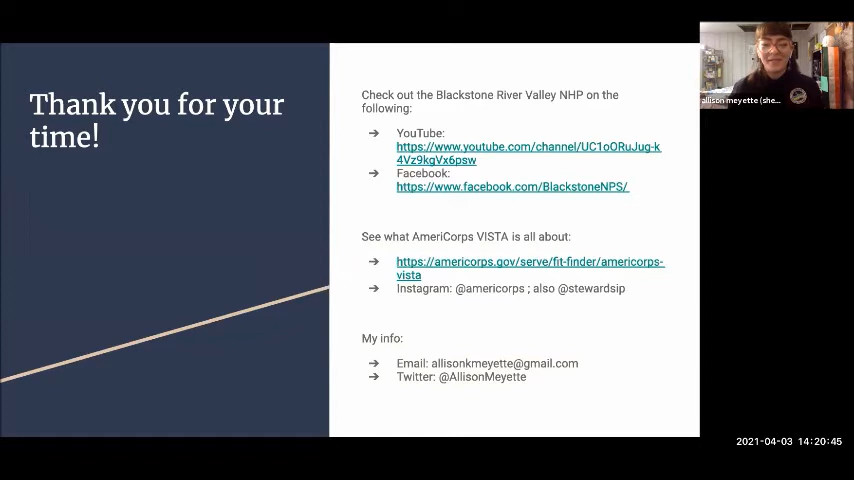 Thank you for your
time!
Check out the Blackstone River Valley NHP on the
following:
➔ YouTube:
https://www.youtube.com/channel/UC1oORuJug-k
4Vz9kgVx6psw
➔ Facebook:
https://www.facebook.com/BlackstoneNPS/
See what AmeriCorps VISTA is all about:
➔ https://americorps.gov/serve/fit-finder/americorps-
vista
➔ Instagram: @americorps ; also @stewardsip
My info:
➔ Email: allisonkmeyette@gmail.com
➔ Twitter: @AllisonMeyette
allison meyette (she...
2021-04-03 14:20:45